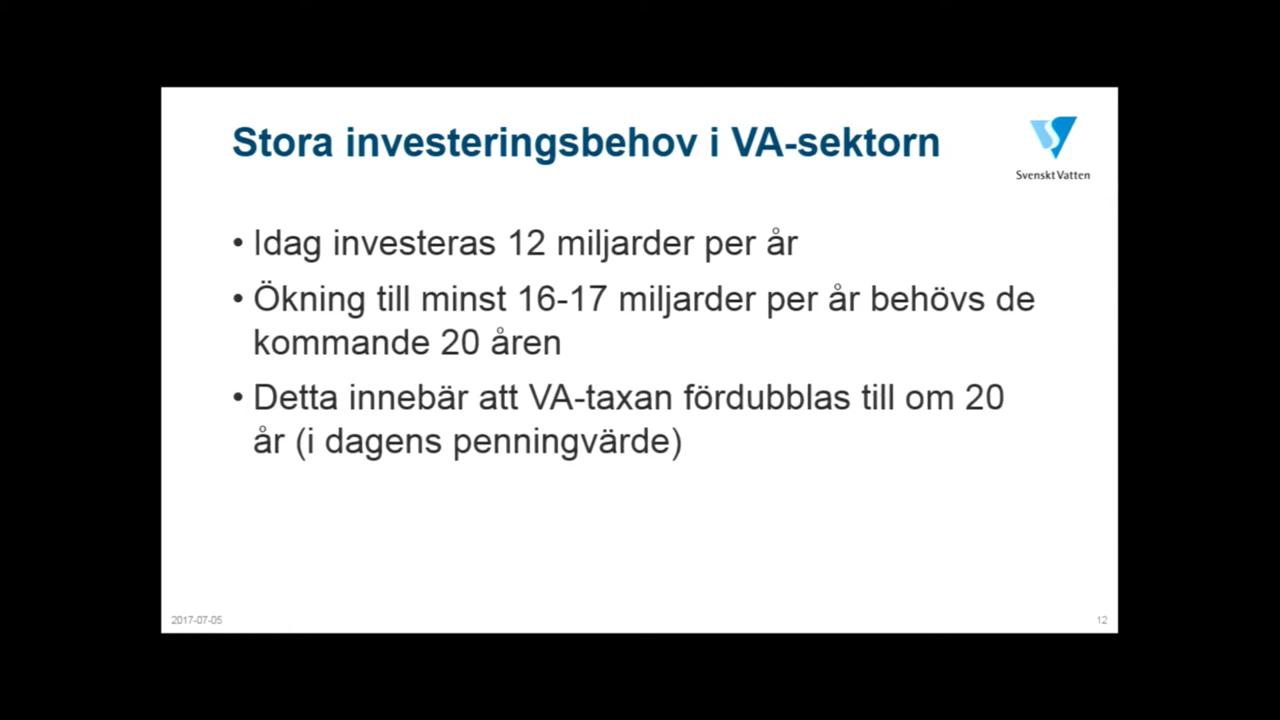 Stora investeringsbehov i VA-sektorn
Svenskt Vatten
• Idag investeras 12 miljarder per år
• Ökning till minst 16-17 miljarder per år behövs de
kommande 20 åren
• Detta innebär att VA-taxan fördubblas till om 20
år (i dagens penningvärde)
2017-07-05
12